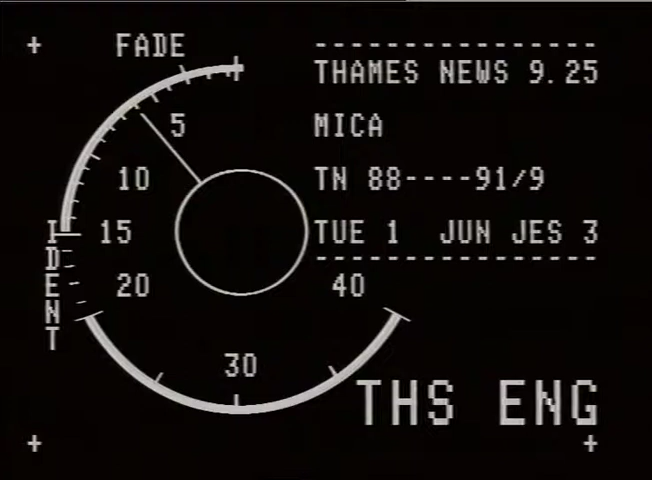 FADE
THAMES NEWS 9.25
5
MICA
10
TN 88----91/9
15
TUE 1 JUN JES 3
IDENT
20
40
30
THS ENG